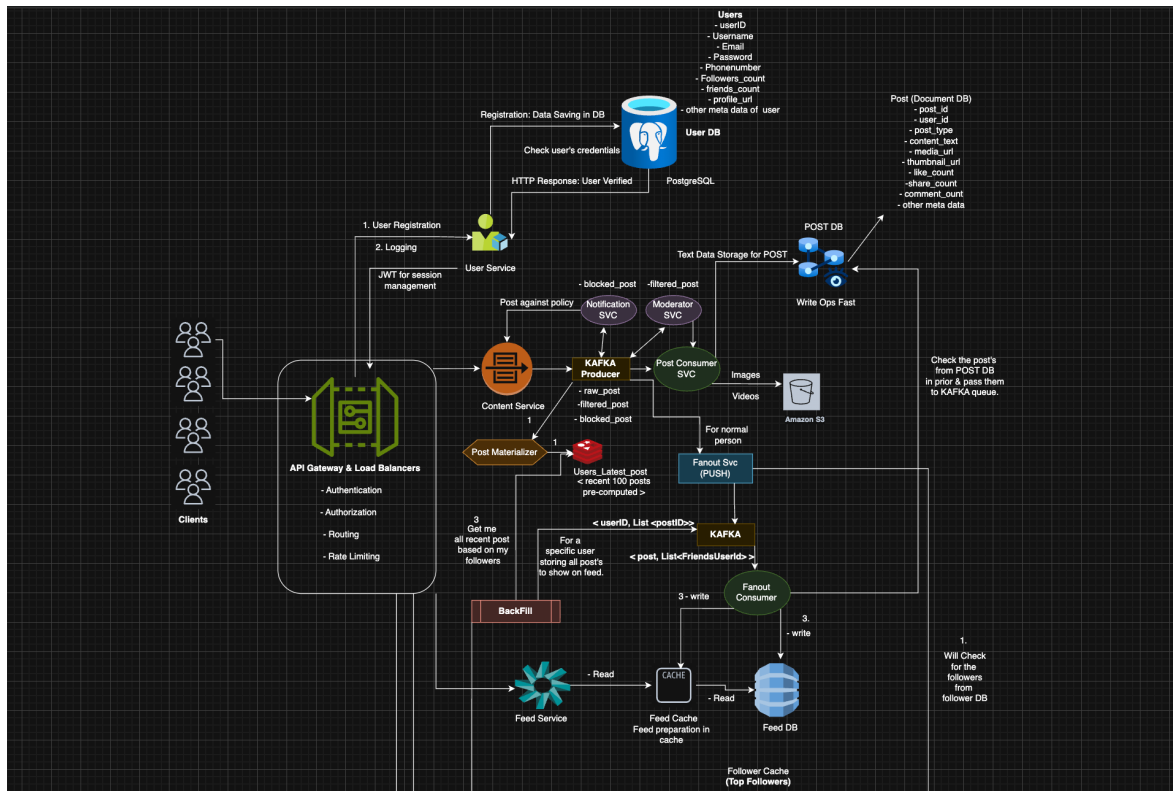 Users
- userID
- Username
- Email
- Password
- Phonenumber
- Followers_count
- friends_count
- profile_url
- other meta data of user
Registration: Data Saving in DB
User DB
Check user's credentials
HTTP Response: User Verified
PostgreSQL
Post (Document DB)
- post_id
- user_id
- post_type
- content_text
- media_url
- thumbnail_url
- like_count
-share_count
- comment_ount
- other meta data
1. User Registration
2. Logging
User Service
JWT for session
management
POST DB
Text Data Storage for POST
Write Ops Fast
- blocked_post
-filtered_post
Post against policy
Notification
SVC
Moderator
SVC
Content Service
KAFKA
Producer
Post Consumer
SVC
Images
Videos
Amazon S3
Check the post's
from POST DB
in prior & pass them
to KAFKA queue.
- raw_post
-filtered_post
- blocked_post
1
Post Materializer
1
Users_Latest_post
< recent 100 posts
pre-computed >
For normal
person
Fanout Svc
(PUSH)
API Gateway & Load Balancers
- Authentication
- Authorization
- Routing
- Rate Limiting
Clients
3
Get me
all recent post
based on my
followers
For a
specific user
storing all post's
to show on feed.
< userID, List <postID>>
KAFKA
< post, List<FriendsUserId> >
Fanout
Consumer
BackFill
3 - write
3.
- write
1.
Will Check
for the
followers
from
follower DB
Feed Service
- Read
CACHE
- Read
Feed Cache
Feed preparation in
cache
Feed DB
Follower Cache
(Top Followers)